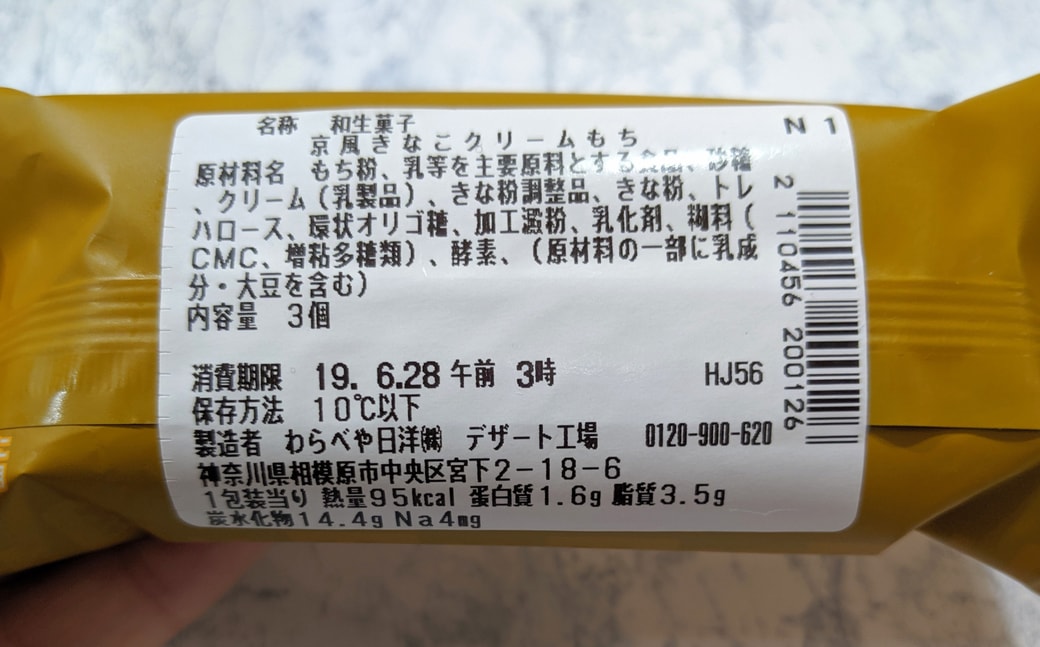 名称 和生菓子
N 1
京風きなこクリームもち
原材料名 もち粉、乳等を主要原料とする食品、砂糖
、クリーム(乳製品)、きな粉調整品、きな粉、トレ
ハロース、環状オリゴ糖、加工澱粉、乳化剤、糊料(
CMC、増粘多糖類)、酵素、(原材料の一部に乳成
分・大豆を含む)
内容量 3個
消費期限 19. 6.28 午前 3時 HJ56
保存方法 10℃以下
製造者 わらべや日洋㈱ デザート工場 0120-900-620
神奈川県相模原市中央区宮下2-18-6
1包装当り 熱量95kcal 蛋白質1.6g 脂質3.5g
炭水化物14.4g Na4mg
2 110456 200126